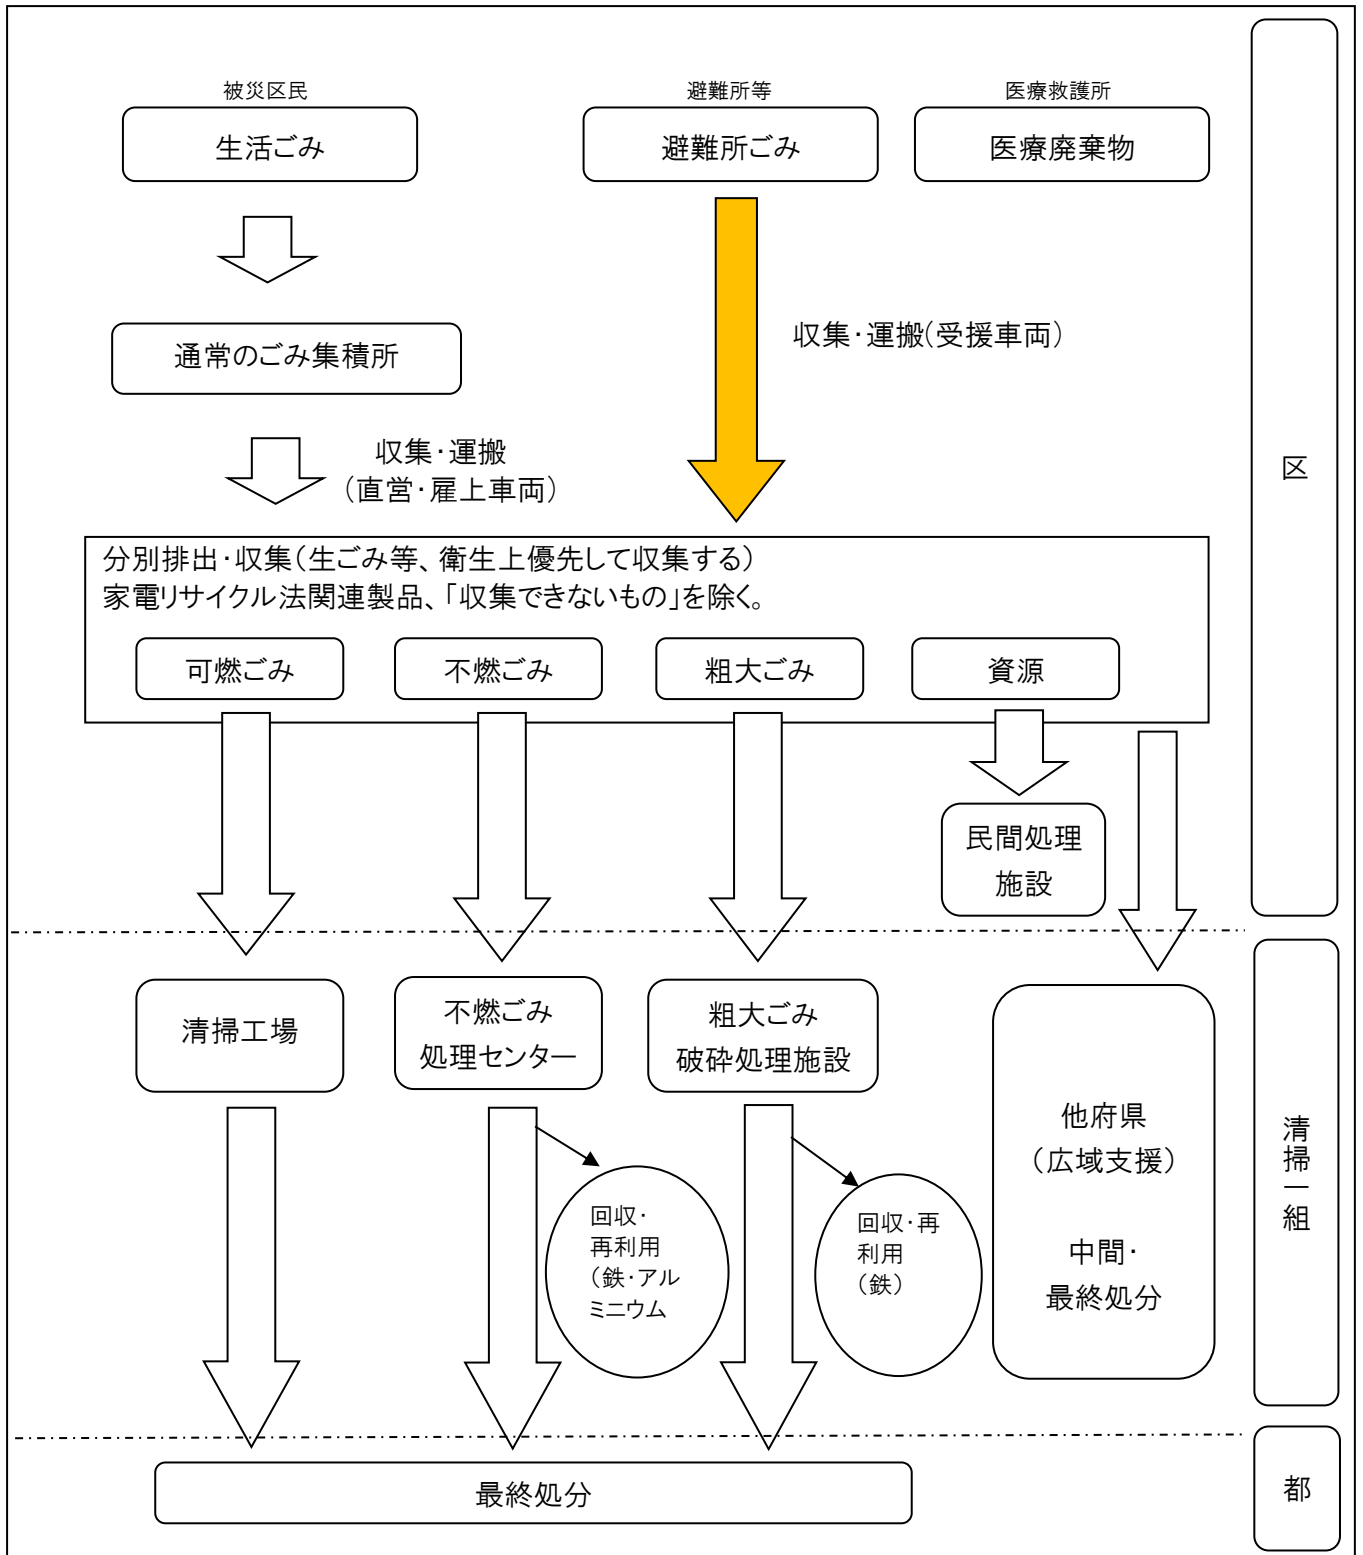 被災区民
避難所等
医療救護所
生活ごみ
避難所ごみ
医療廃棄物
通常のごみ集積所
収集・運搬(受援車両)
収集・運搬
（直営・雇上車両）
区
分別排出・収集（生ごみ等、衛生上優先して収集する）
家電リサイクル法関連製品、「収集できないもの」を除く。
可燃ごみ
不燃ごみ
粗大ごみ
資源
民間処理
施設
清掃工場
不燃ごみ
処理センター
粗大ごみ
破砕処理施設
他府県
（広域支援）
中間・
最終処分
清掃一組
回収・
再利用
（鉄・アル
ミニウム
回収・再
利用
（鉄）
最終処分
都